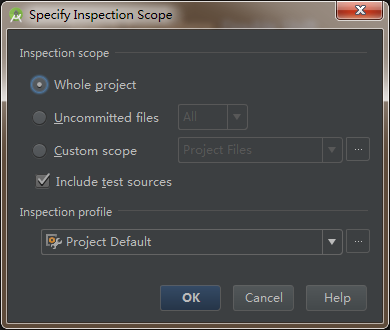 Specify Inspection Scope
Inspection scope
Whole project
Uncommitted files All
Custom scope Project Files ...
Include test sources
Inspection profile
Project Default ...
OK Cancel Help